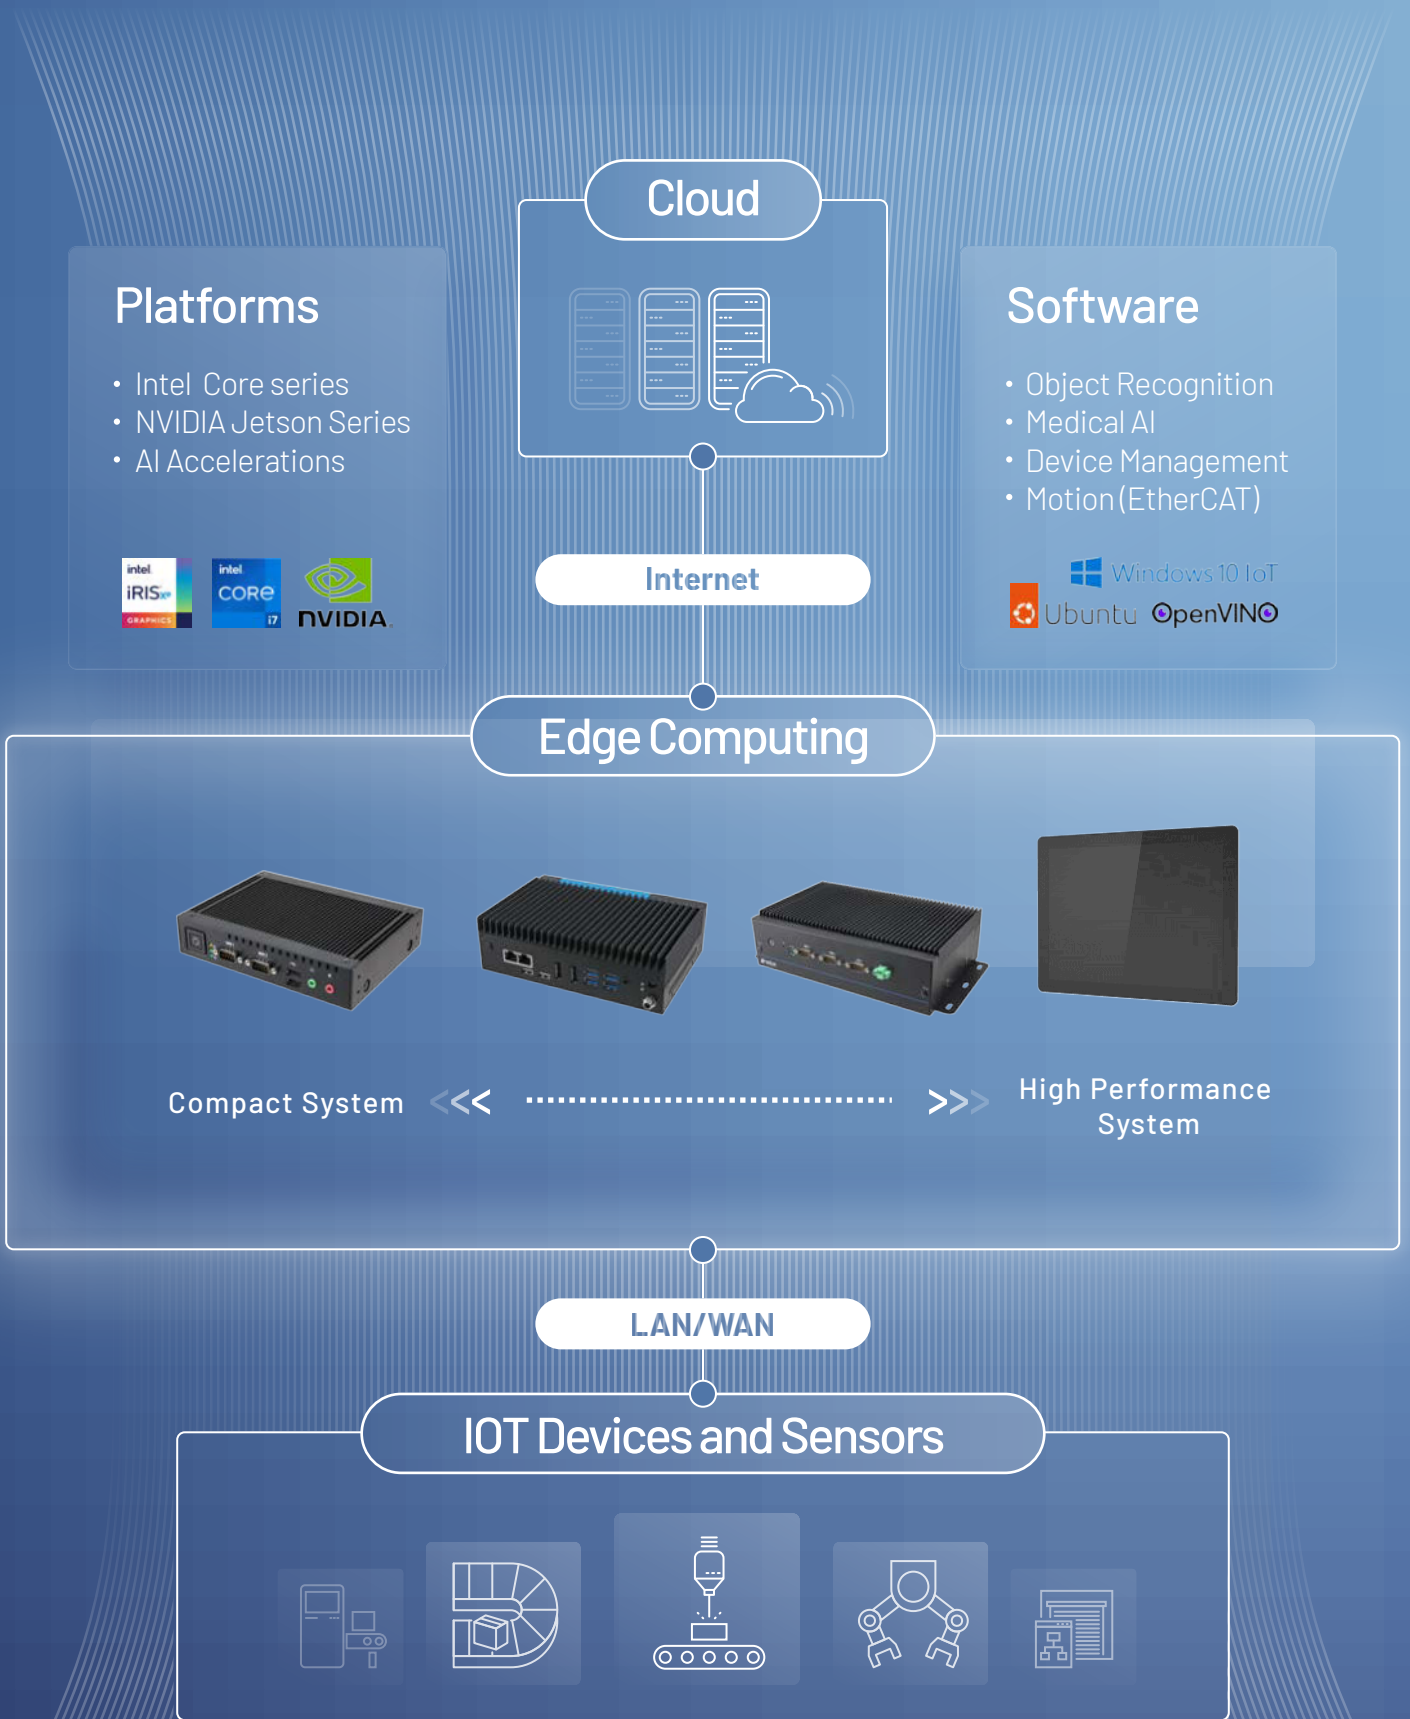 Cloud
Platforms
• Intel Core series
• NVIDIA Jetson Series
• AI Accelerations
intel
iRISxe
GRAPHICS
intel
CORE
i7
NVIDIA
Software
• Object Recognition
• Medical AI
• Device Management
• Motion (EtherCAT)
Windows 10 IoT
Ubuntu
OpenVINO
Internet
Edge Computing
Compact System
High Performance
System
LAN/WAN
IOT Devices and Sensors